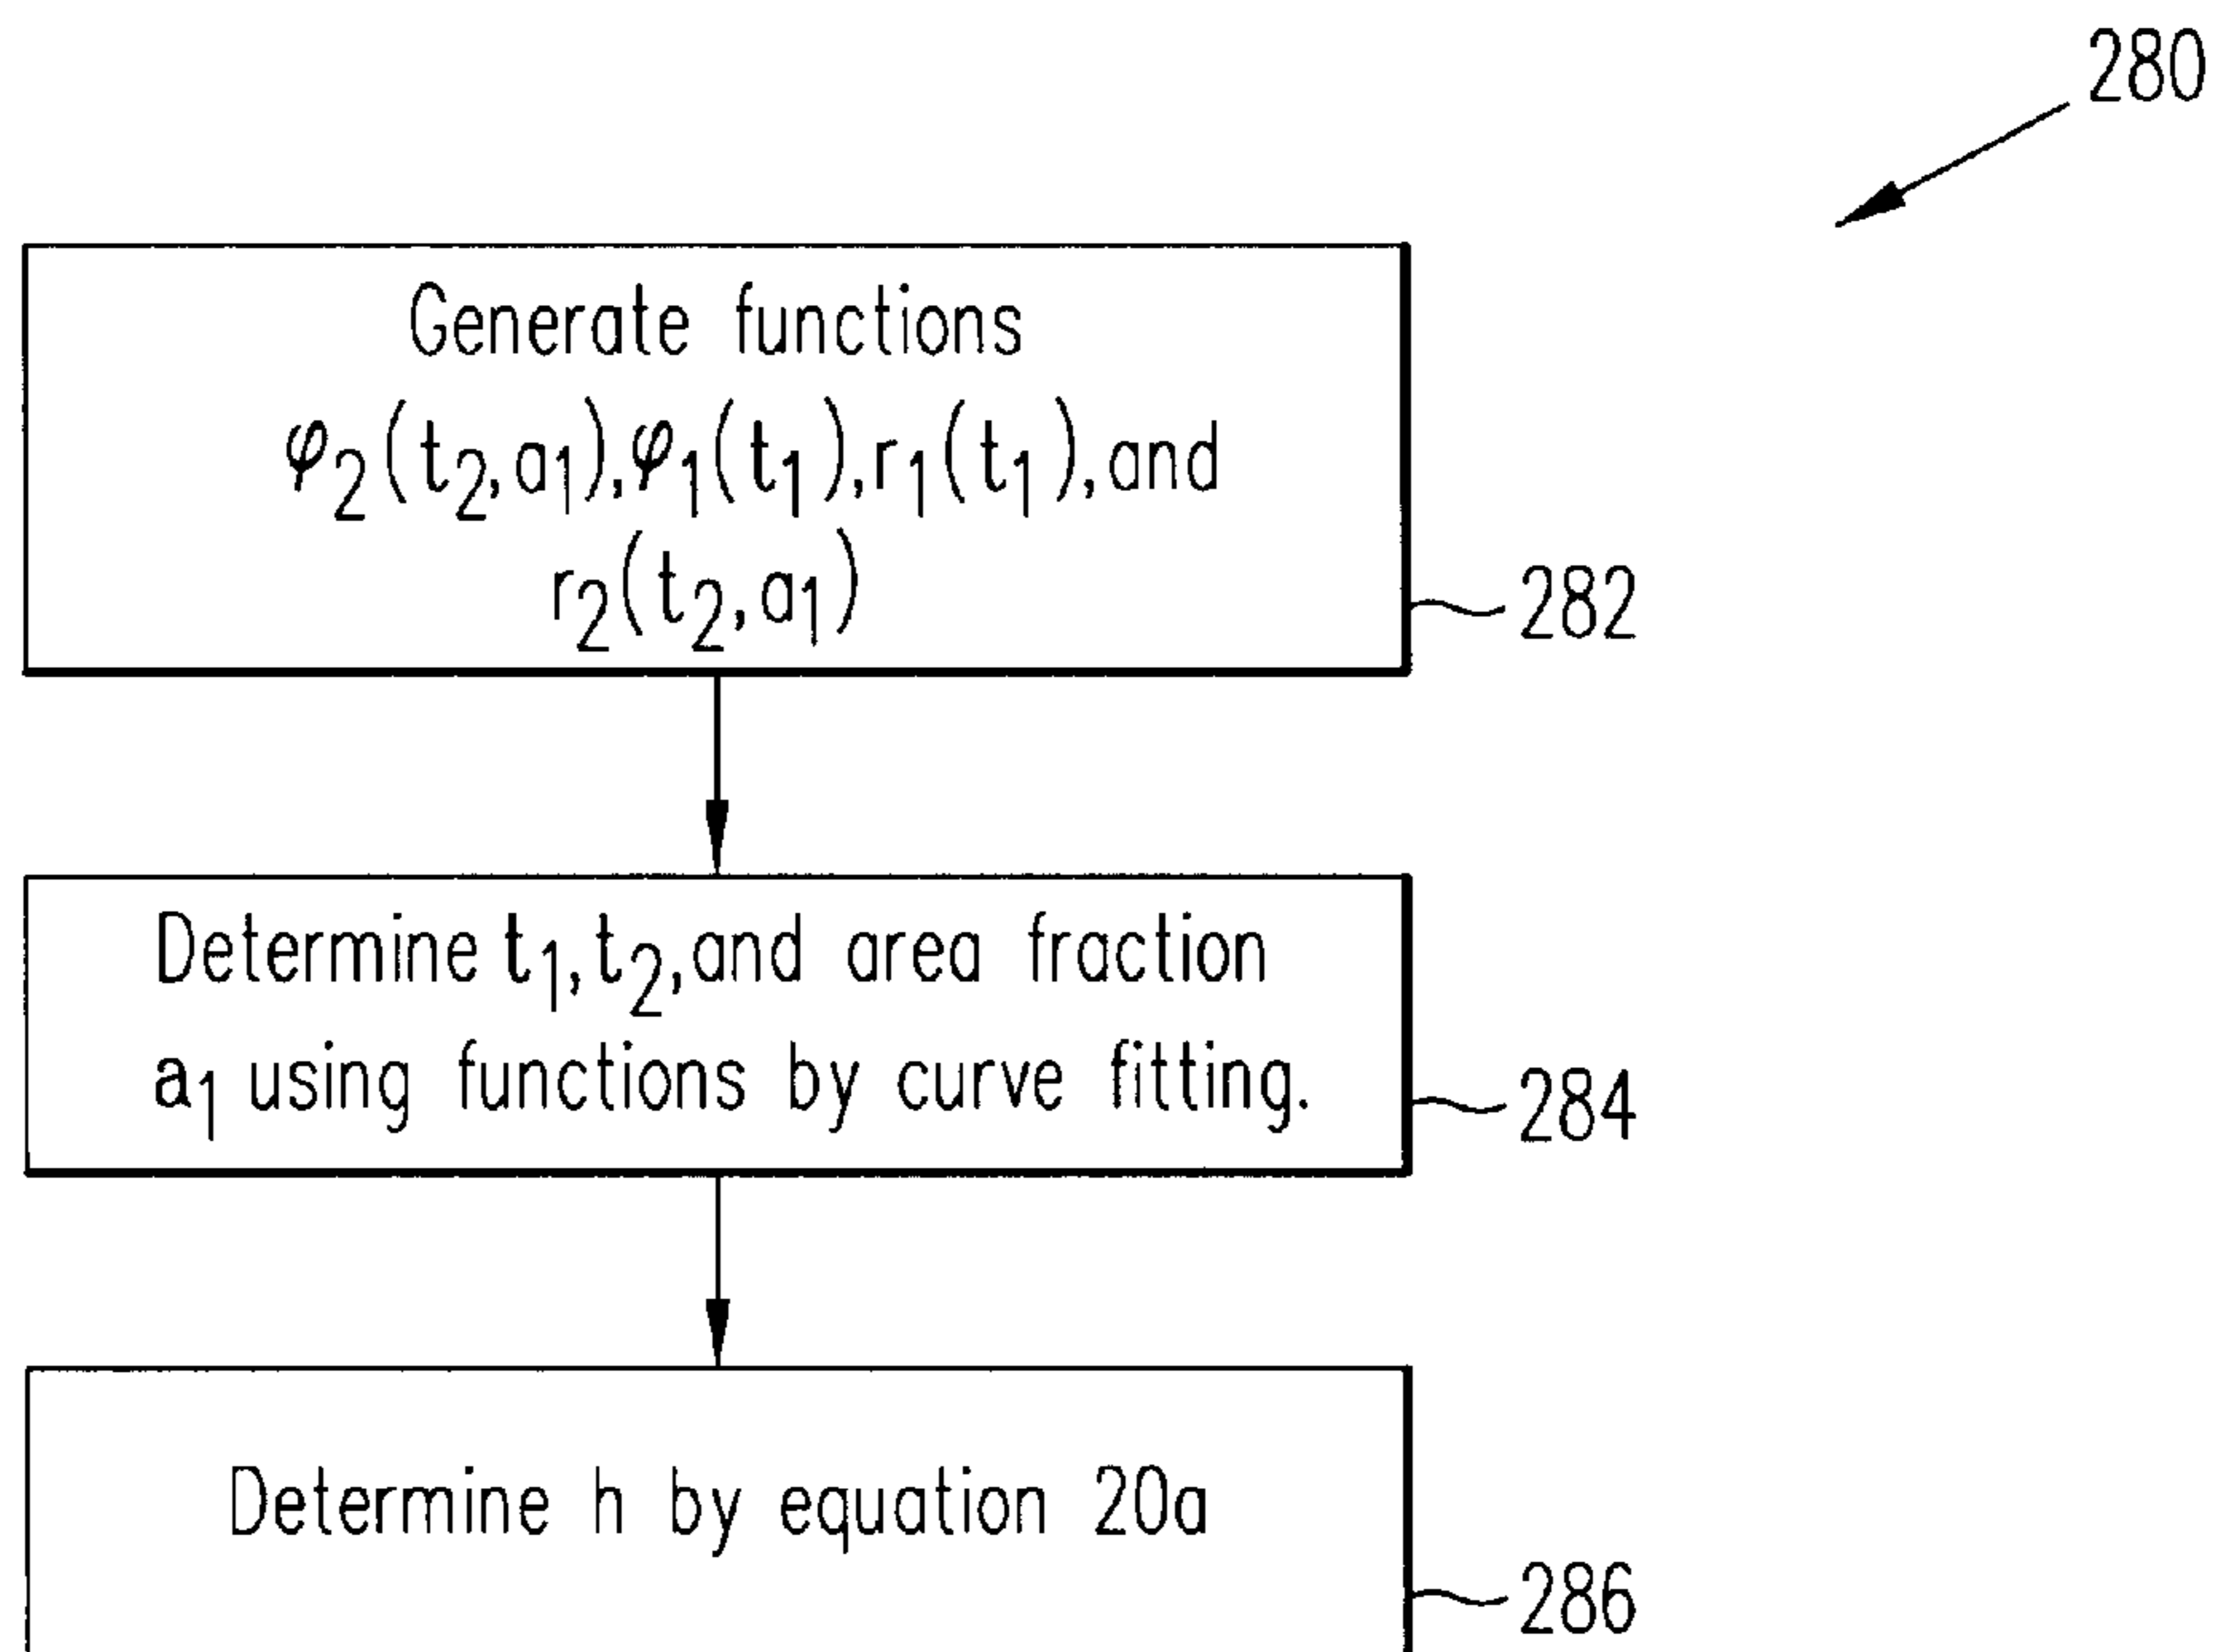 280
Generate functions
φ₂(t₂,a₁),φ₁(t₁),r₁(t₁),and
r₂(t₂,a₁)
282
Determine t₁,t₂,and area fraction
a₁ using functions by curve fitting.
284
Determine h by equation 20a
286